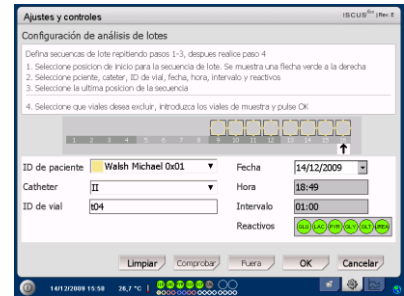 Ajustes y controles
ISCUSflex |Rev E
Configuración de análisis de lotes
Defina secuencas de lote repitiendo pasos 1-3, despues realice paso 4
1. Seleccione posicion de inicio para la secuencia de lote. Se muestra una flecha verde a la derecha
2. Seleccione pciente, cateter, ID de vial, fecha, hora, intervalo y reactivos
3. Seleccione la ultima posicion de la secuencia
4. Seleccione que viales desea excluir, introduzca los viales de muestra y pulse OK
1 2 3 4 5 6 7 8 9 10 11 12 13 14 15 16
ID de paciente Walsh Michael 0x01 Fecha 14/12/2009
Catheter II Hora 18:49
ID de vial t04 Intervalo 01:00
Reactivos GLU LAC PYR GLY GLT UREA
Limpiar Comprobar Fuera OK Cancelar
14/12/2009 15:58 26,7 °C